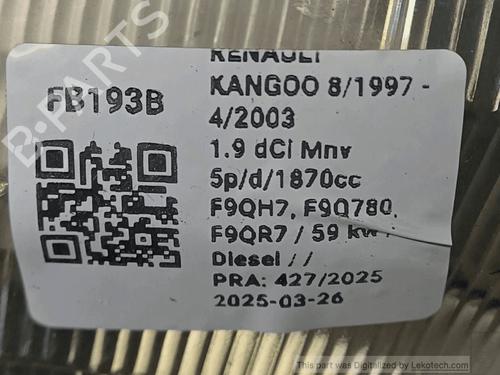 FB193B
RENAULT
KANGOO 8/1997 -
4/2003
1.9 dCi Mnv
5p/d/1870cc
F9QH7, F9Q780,
F9QR7 / 59 kW /
Diesel / /
PRA: 427/2025
2025-03-26
B-PARTS
This part was Digitalized by Lekotech.com